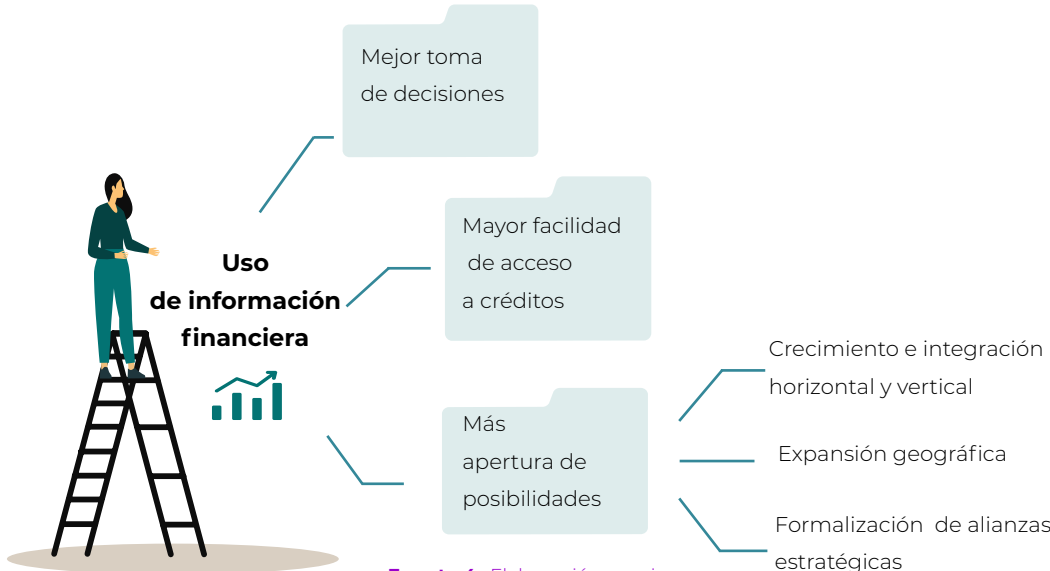 Mejor toma
de decisiones
Uso
de información
financiera
Mayor facilidad
de acceso
a créditos
Más
apertura de
posibilidades
Crecimiento e integración
horizontal y vertical
Expansión geográfica
Formalización de alianzas
estratégicas